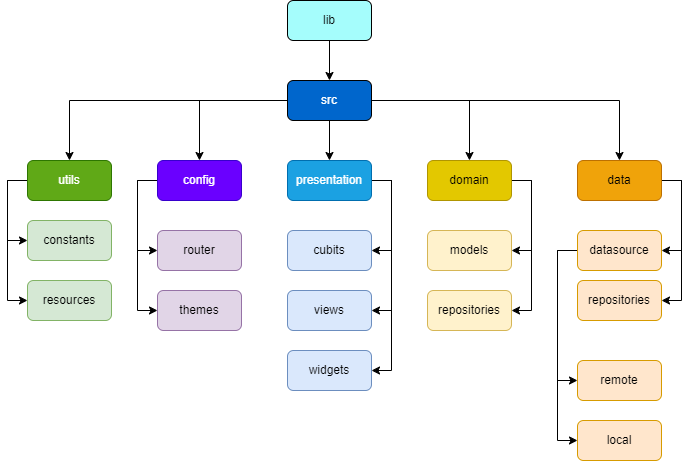 lib
src
utils
config
presentation
domain
data
constants
router
cubits
models
datasource
resources
themes
views
repositories
repositories
widgets
remote
local